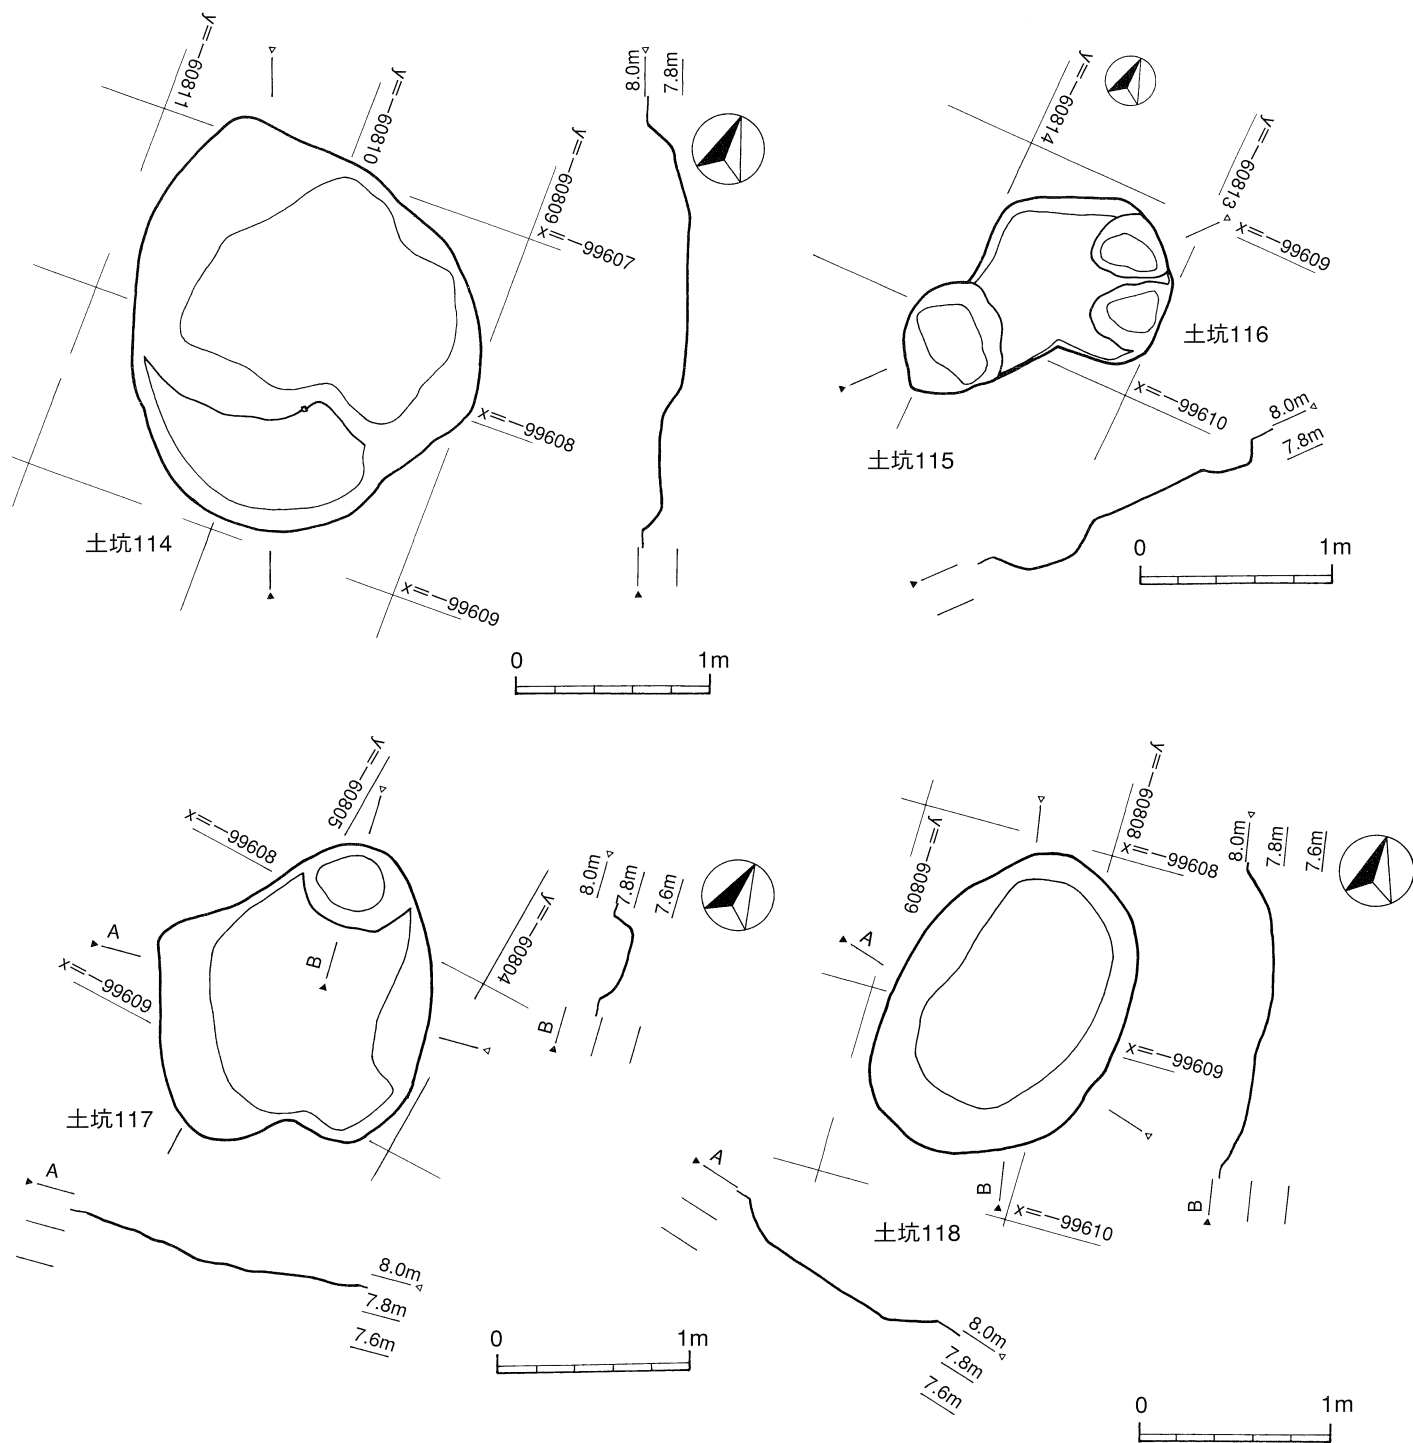 y=−60811
y=−60810
y=−60809
x=−99607
x=−99608
x=−99609
8.0m
7.8m
土坑114
0 1m
y=−60814
y=−60813
x=−99609
x=−99610
土坑116
土坑115
8.0m
7.8m
0 1m
y=−60805
x=−99608
y=−60804
A
x=−99609
B
8.0m
7.8m
7.6m
B
土坑117
A
8.0m
7.8m
7.6m
0 1m
y=−60808
y=−60809
x=−99608
A
x=−99609
8.0m
7.8m
7.6m
B
x=−99610
B
土坑118
A
8.0m
7.8m
7.6m
0 1m